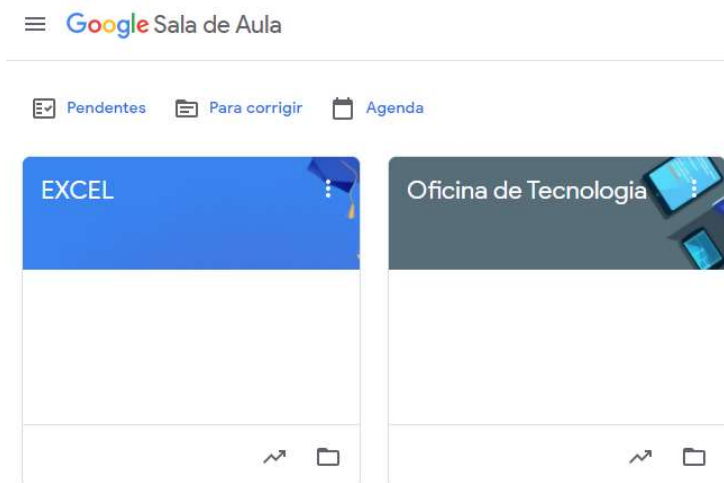 Google Sala de Aula
Pendentes Para corrigir Agenda
EXCEL
Oficina de Tecnologia